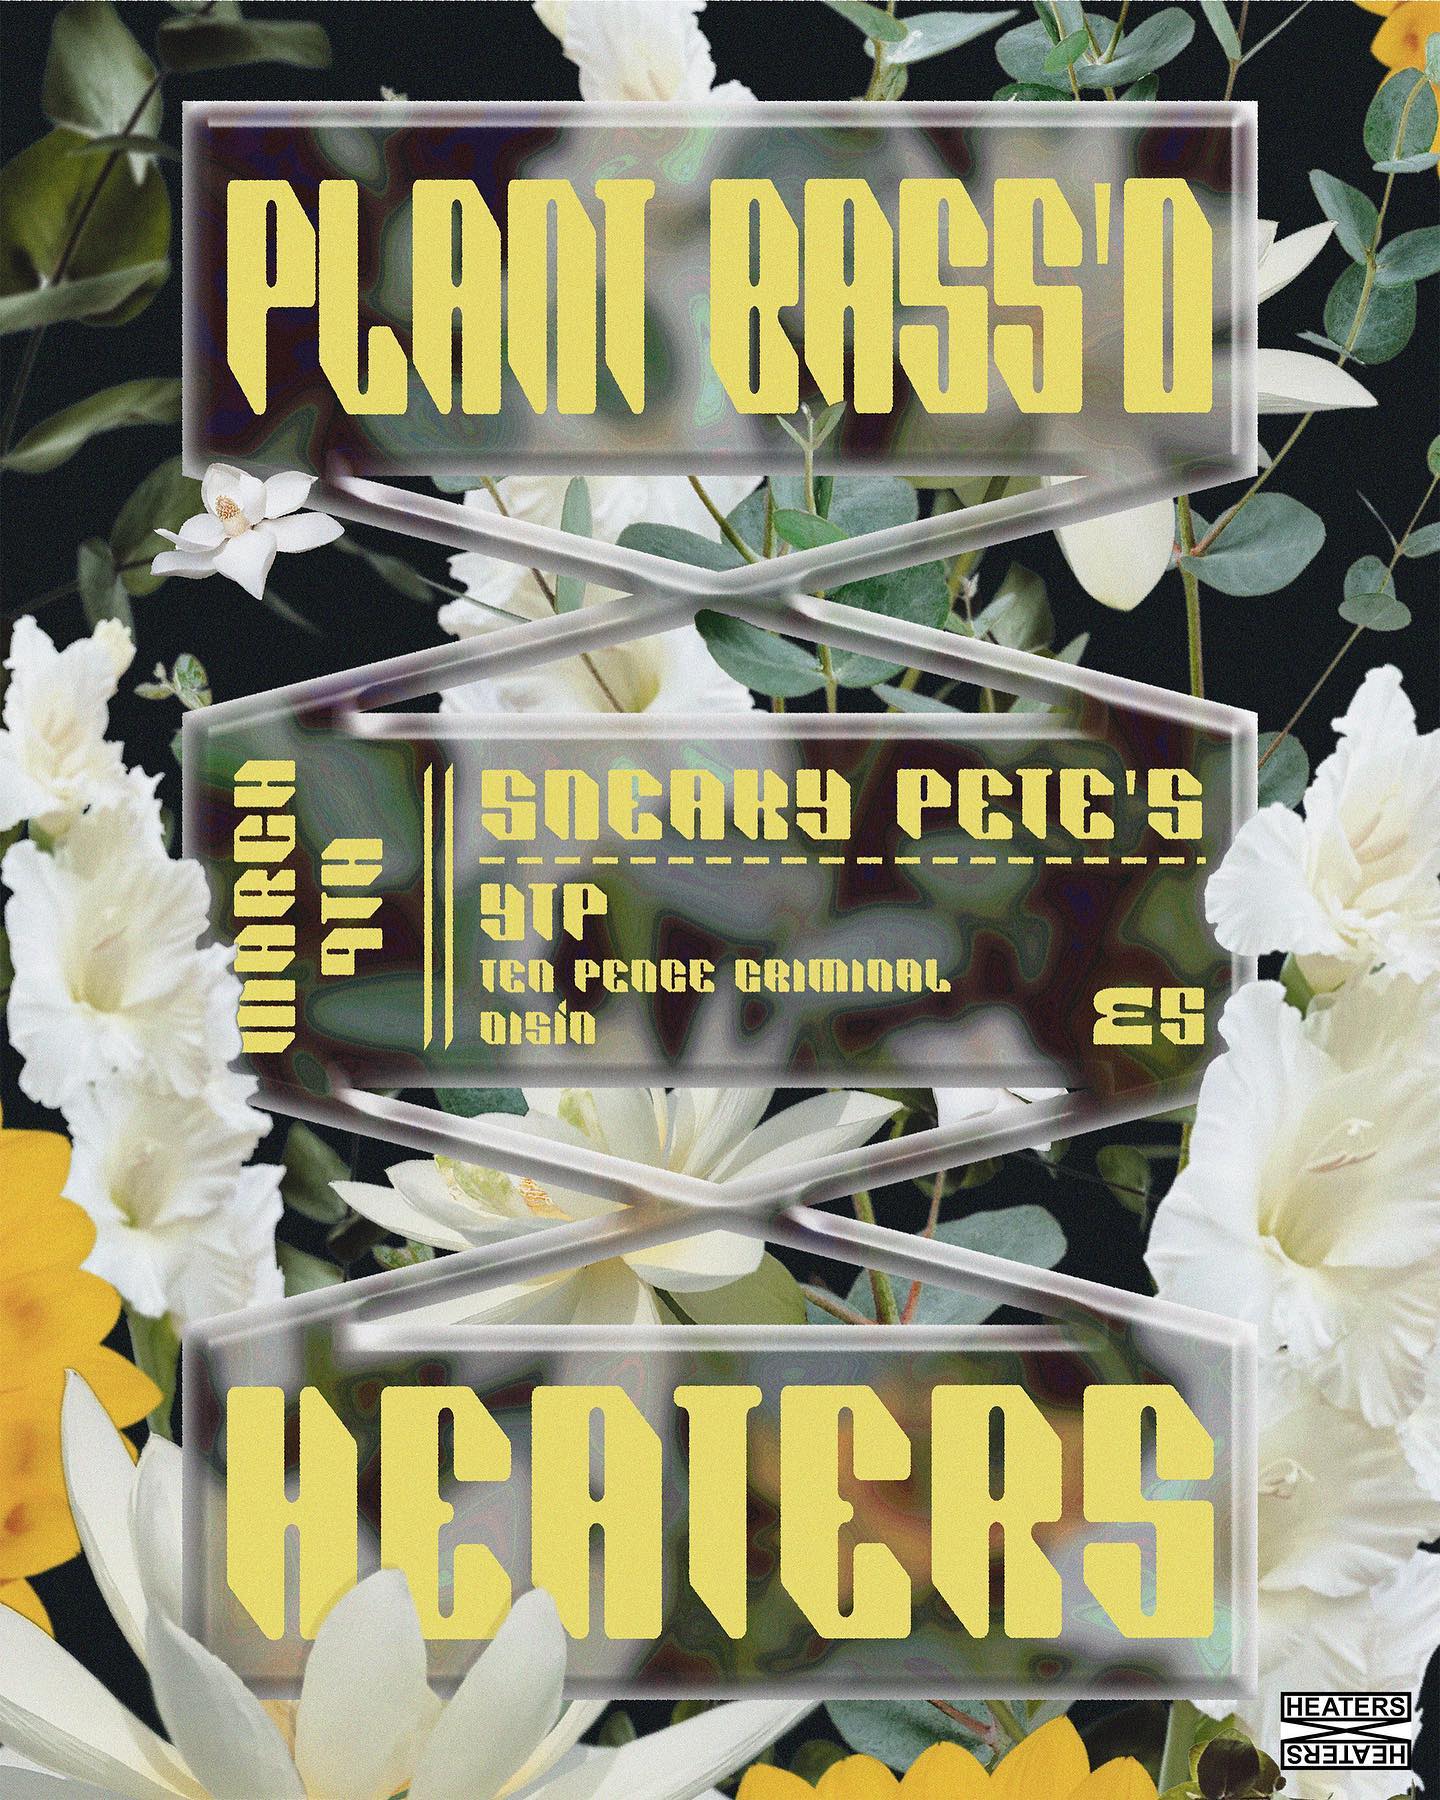 PLANT BASS'D
MARCH
9TH
SNEAKY PETE'S
YTP
TEN PENCE CRIMINAL
OISÍN
£5
HEATERS
HEATERS
HEATERS